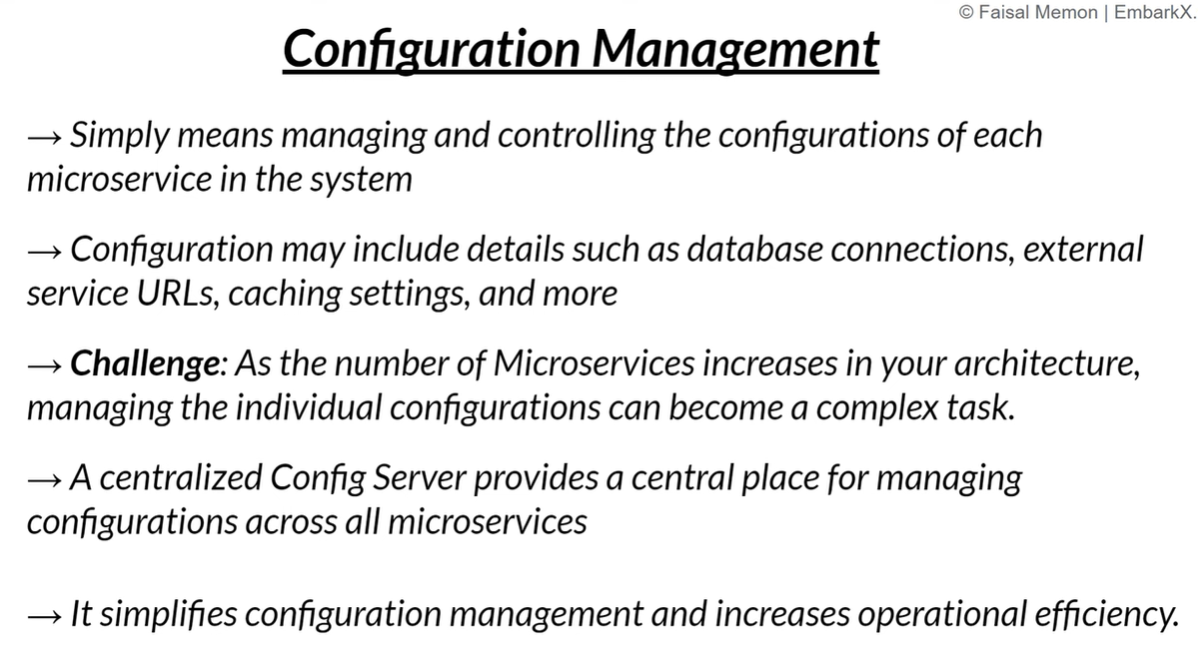 © Faisal Memon | EmbarkX.
Configuration Management
→ Simply means managing and controlling the configurations of each
microservice in the system
→ Configuration may include details such as database connections, external
service URLs, caching settings, and more
→ Challenge: As the number of Microservices increases in your architecture,
managing the individual configurations can become a complex task.
→ A centralized Config Server provides a central place for managing
configurations across all microservices
→ It simplifies configuration management and increases operational efficiency.